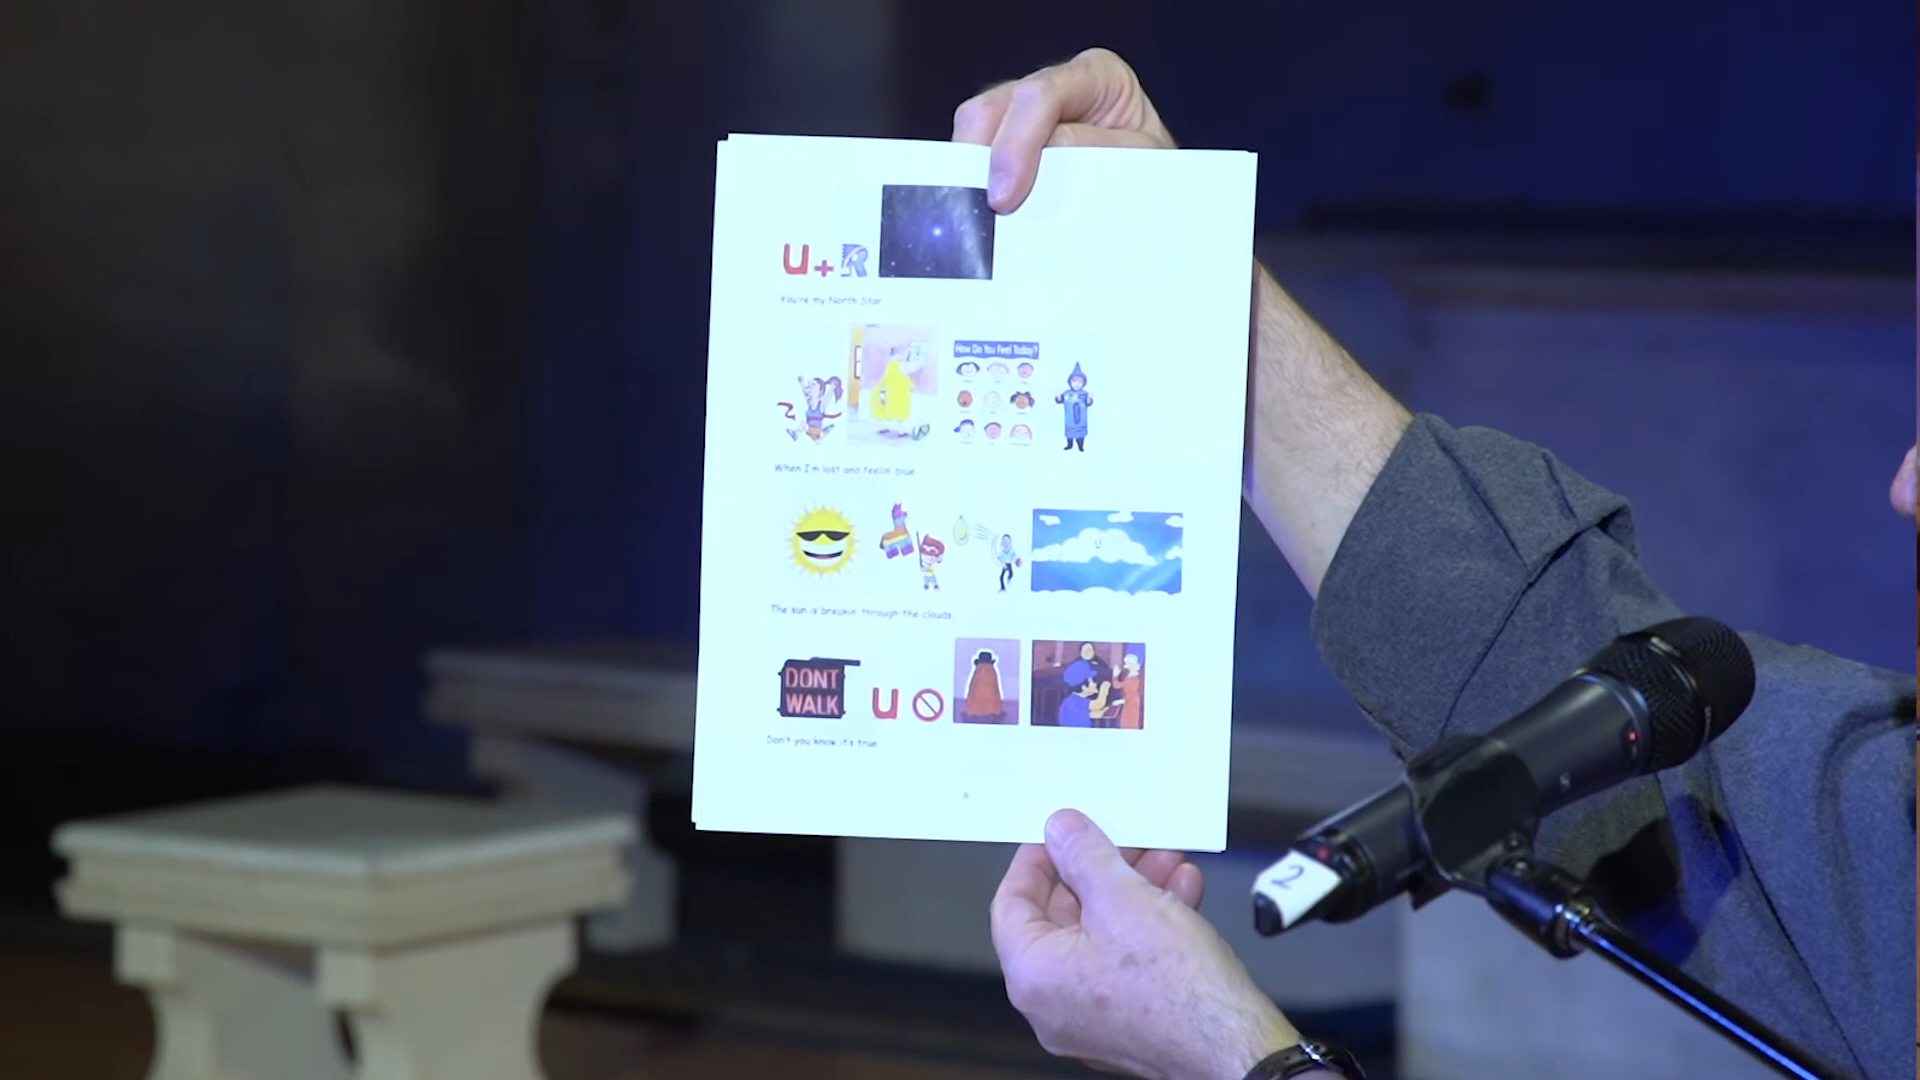 U+R
You're my North Star
How Do You Feel Today?
When I'm lost and feelin' blue
The sun is breakin' through the clouds
DONT
WALK
U
Don't you know it's true
2